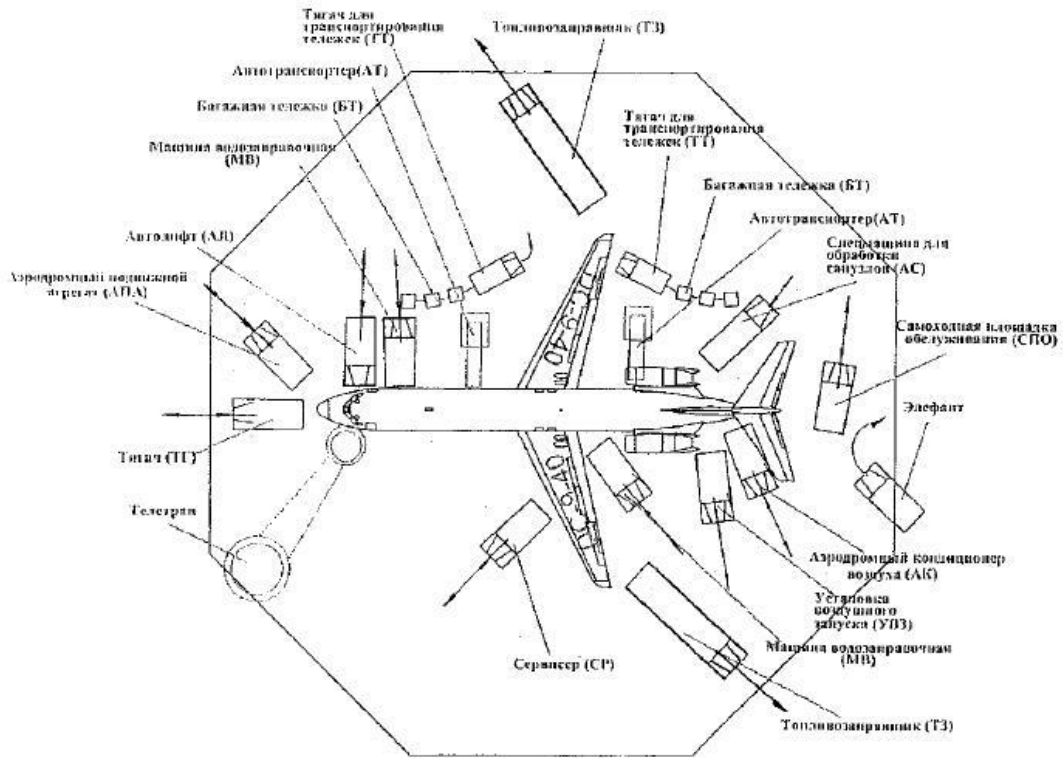 Тягач для
транспортирования
тележек (ТТ)
Топливозаправщик (ТЗ)
Автотранспортер(АТ)
Багажная тележка (БТ)
Машина водозаправочная
(МВ)
Автолифт (АЛ)
Аэродромный подвижной
агрегат (АПА)
Тягач (ТГ)
Телетрап
Тягач для
транспортирования
тележек (ТТ)
Багажная тележка (БТ)
Автотранспортер(АТ)
Спецмашина для
обработки
санузлов (АС)
Самоходная площадка
обслуживания (СПО)
Элефант
Аэродромный кондиционер
воздуха (АК)
Установка
воздушного
запуска (УВЗ)
Машина водозаправочная
(МВ)
Сервисер (СР)
Топливозаправщик (ТЗ)